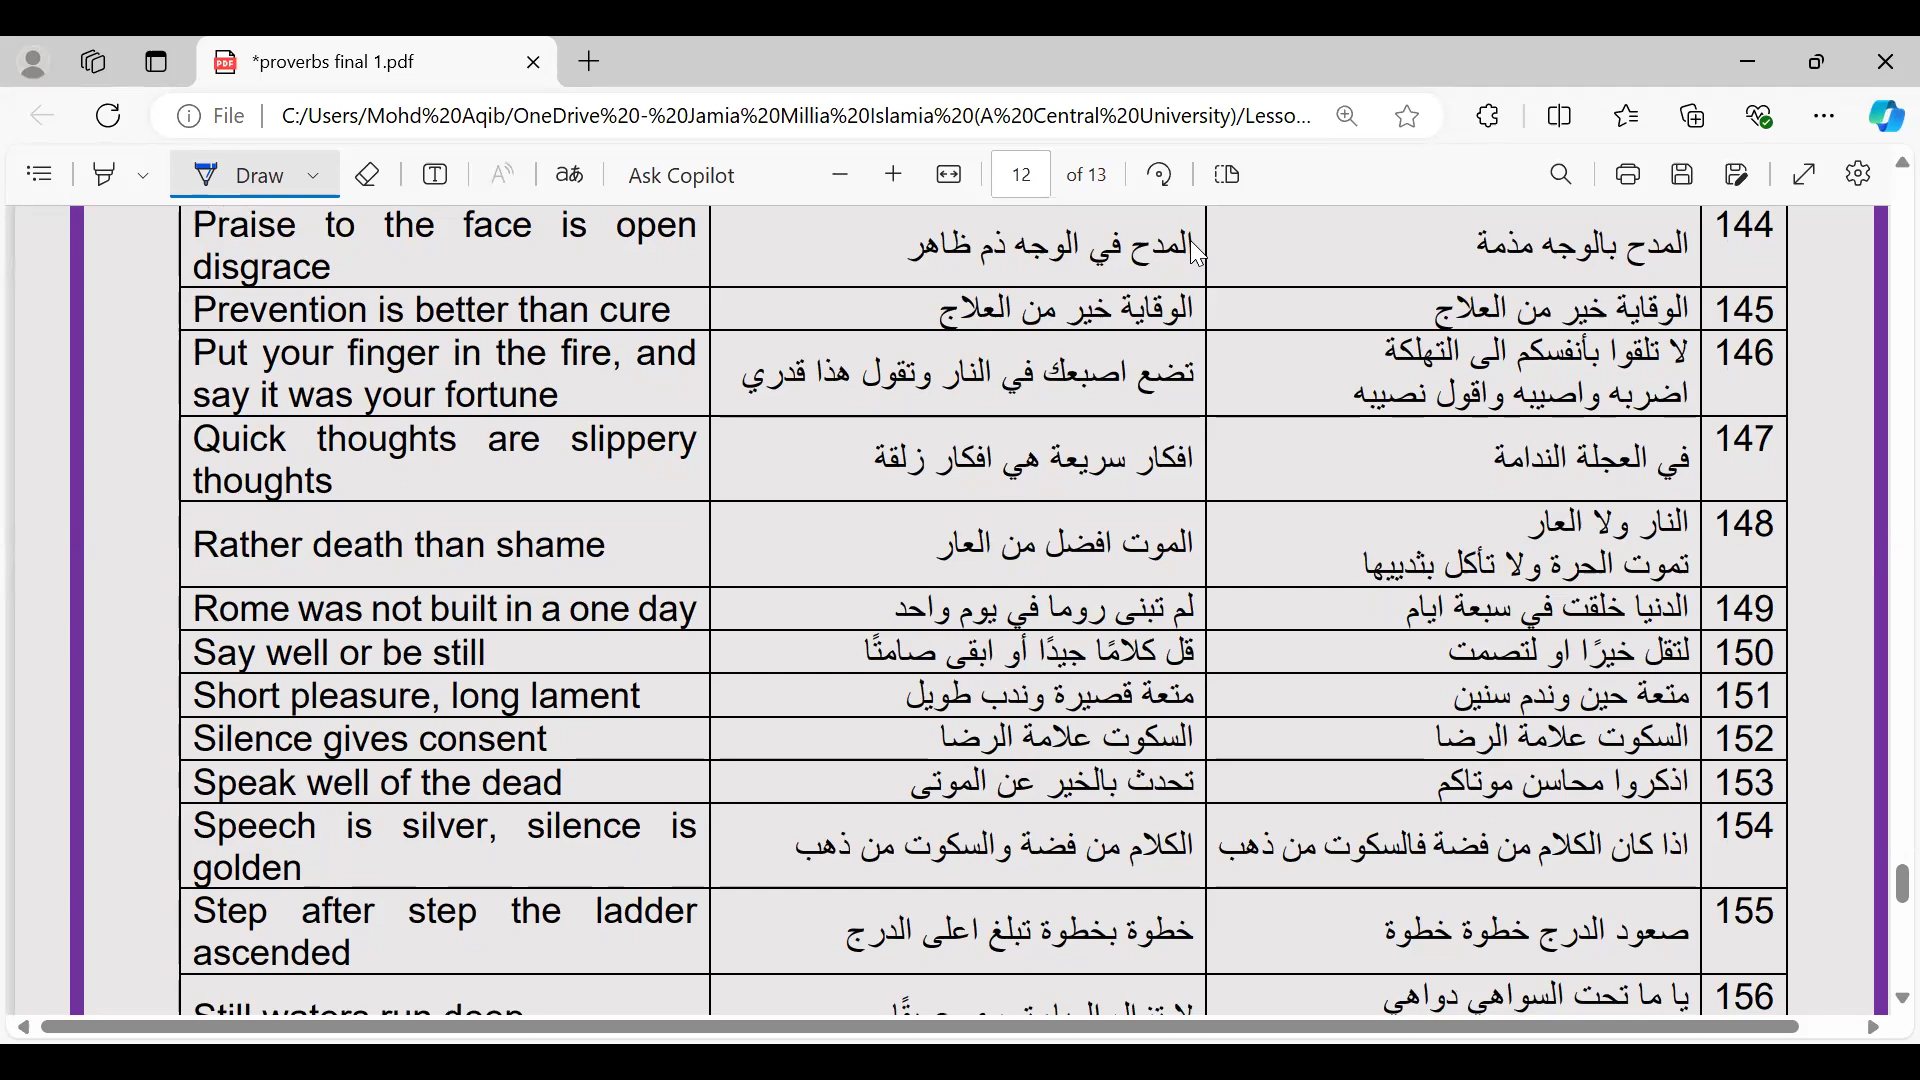 *proverbs final 1.pdf
File
C:/Users/Mohd%20Aqib/OneDrive%20-%20Jamia%20Millia%20Islamia%20(A%20Central%20University)/Lesso...
Draw
aあ
Ask Copilot
12 of 13
Praise to the face is open
disgrace
المدح في الوجه ذم ظاهر
المدح بالوجه مذمة
144
Prevention is better than cure
الوقاية خير من العلاج
الوقاية خير من العلاج
145
Put your finger in the fire, and
say it was your fortune
تضع اصبعك في النار وتقول هذا قدري
لا تلقوا بأنفسكم الى التهلكة
اضربه واصيبه واقول نصيبه
146
Quick thoughts are slippery
thoughts
افكار سريعة هي افكار زلقة
في العجلة الندامة
147
Rather death than shame
الموت افضل من العار
النار ولا العار
تموت الحرة ولا تأكل بثدييها
148
Rome was not built in a one day
لم تبنى روما في يوم واحد
الدنيا خلقت في سبعة ايام
149
Say well or be still
قل كلامًا جيدًا أو ابقى صامتًا
لتقل خيرًا او لتصمت
150
Short pleasure, long lament
متعة قصيرة وندب طويل
متعة حين وندم سنين
151
Silence gives consent
السكوت علامة الرضا
السكوت علامة الرضا
152
Speak well of the dead
تحدث بالخير عن الموتى
اذكروا محاسن موتاكم
153
Speech is silver, silence is
golden
الكلام من فضة والسكوت من ذهب
اذا كان الكلام من فضة فالسكوت من ذهب
154
Step after step the ladder
ascended
خطوة بخطوة تبلغ اعلى الدرج
صعود الدرج خطوة خطوة
155
Still waters run deep
يا ما تحت السواهي دواهي
156